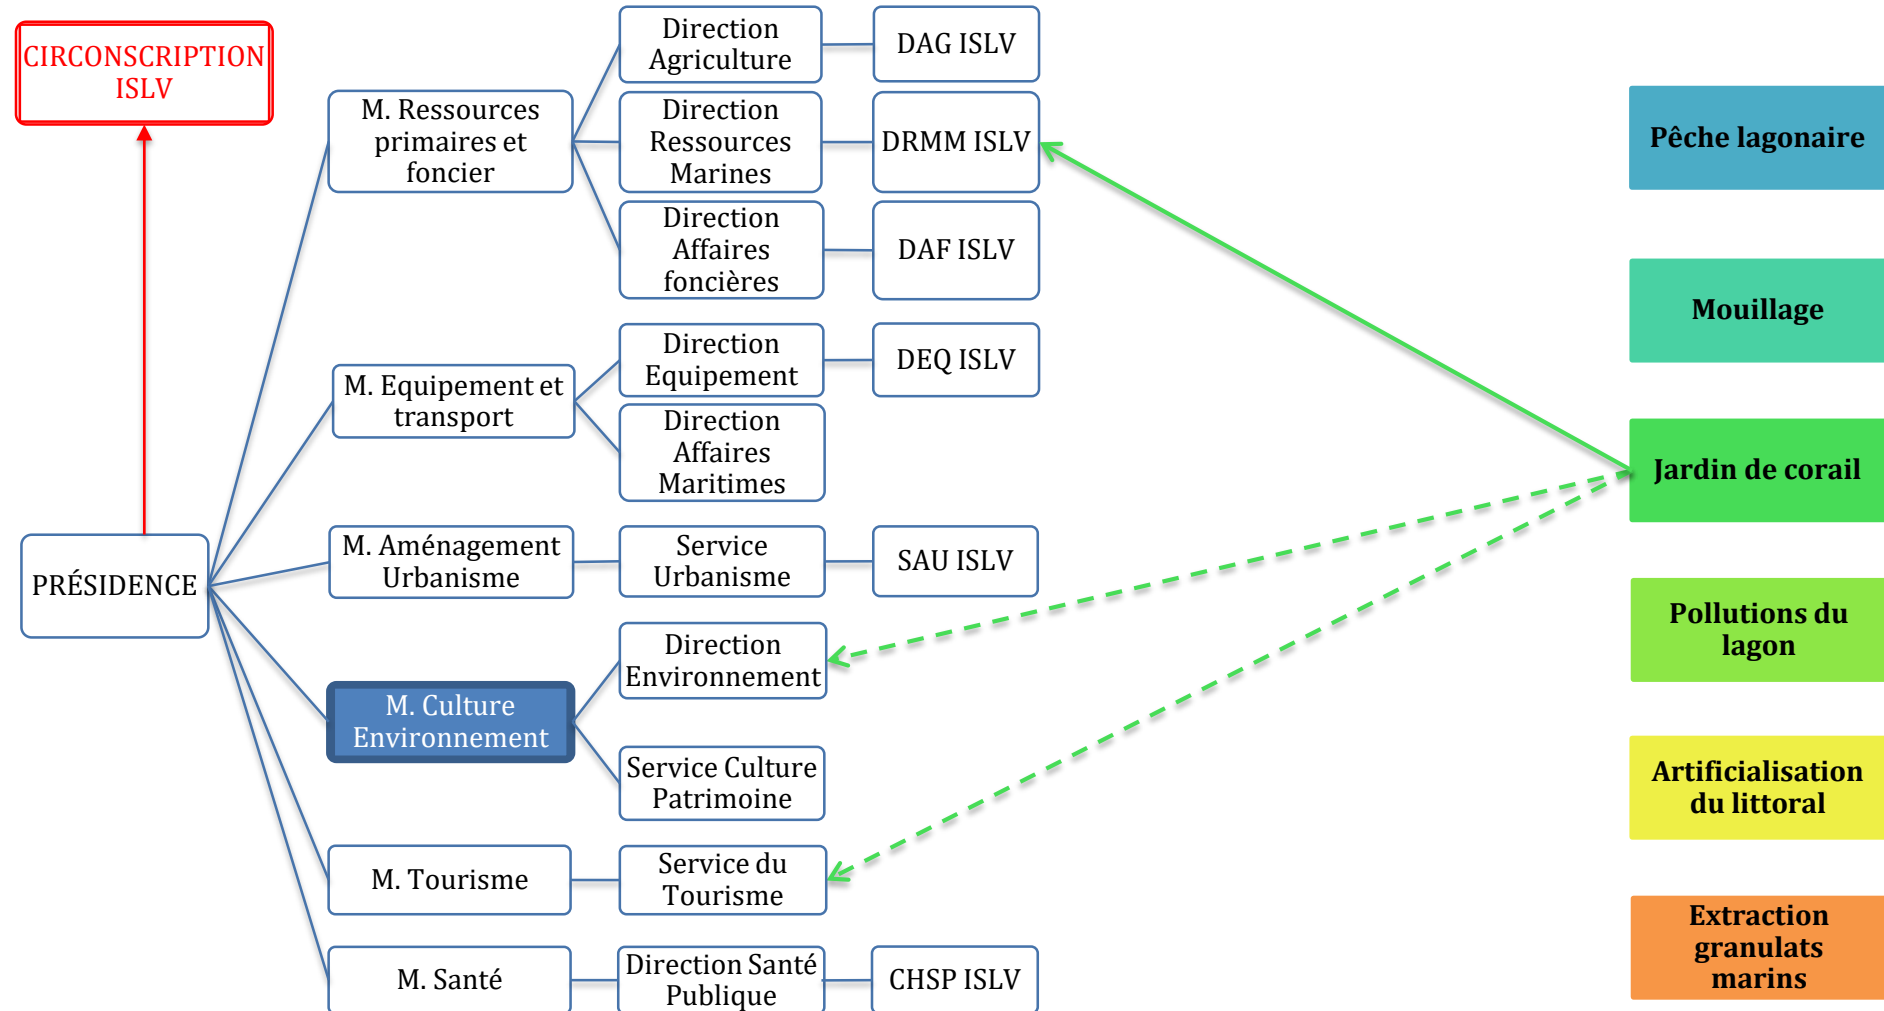 CIRCONSCRIPTION
ISLV
PRÉSIDENCE
M. Ressources
primaires et
foncier
Direction
Agriculture
DAG ISLV
Direction
Ressources
Marines
DRMM ISLV
Direction
Affaires
foncières
DAF ISLV
M. Equipement et
transport
Direction
Equipement
DEQ ISLV
Direction
Affaires
Maritimes
M. Aménagement
Urbanisme
Service
Urbanisme
SAU ISLV
M. Culture
Environnement
Direction
Environnement
Service Culture
Patrimoine
M. Tourisme
Service du
Tourisme
M. Santé
Direction Santé
Publique
CHSP ISLV
Pêche lagonaire
Mouillage
Jardin de corail
Pollutions du
lagon
Artificialisation
du littoral
Extraction
granulats
marins